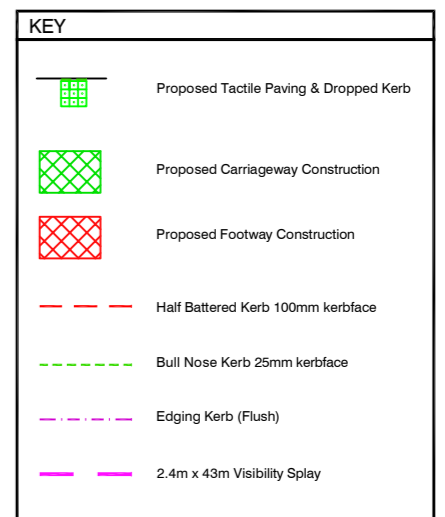 KEY
Proposed Tactile Paving & Dropped Kerb
Proposed Carriageway Construction
Proposed Footway Construction
Half Battered Kerb 100mm kerbface
Bull Nose Kerb 25mm kerbface
Edging Kerb (Flush)
2.4m x 43m Visibility Splay